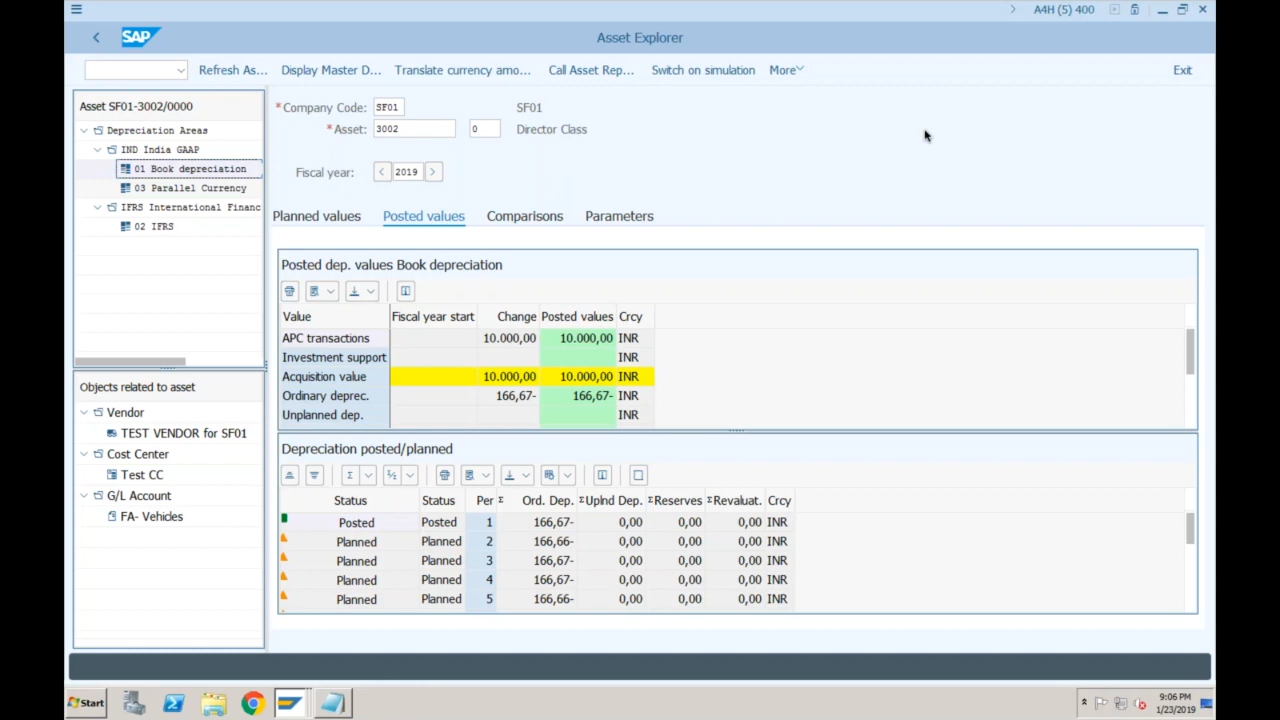 A4H (5) 400
SAP
Asset Explorer
Refresh As... Display Master D... Translate currency amo... Call Asset Rep... Switch on simulation More Exit
Asset SF01-3002/0000
Depreciation Areas
IND India GAAP
01 Book depreciation
03 Parallel Currency
IFRS International Financ
02 IFRS
Objects related to asset
Vendor
TEST VENDOR for SF01
Cost Center
Test CC
G/L Account
FA- Vehicles
*Company Code: SF01 SF01
*Asset: 3002 0 Director Class
Fiscal year: 2019
Planned values Posted values Comparisons Parameters
Posted dep. values Book depreciation
Value Fiscal year start Change Posted values Crcy
APC transactions 10.000,00 10.000,00 INR
Investment support INR
Acquisition value 10.000,00 10.000,00 INR
Ordinary deprec. 166,67- 166,67- INR
Unplanned dep. INR
Depreciation posted/planned
Status Status Per Σ Ord. Dep. ΣUplnd Dep. ΣReserves ΣRevaluat. Crcy
Posted Posted 1 166,67- 0,00 0,00 0,00 INR
Planned Planned 2 166,66- 0,00 0,00 0,00 INR
Planned Planned 3 166,67- 0,00 0,00 0,00 INR
Planned Planned 4 166,67- 0,00 0,00 0,00 INR
Planned Planned 5 166,66- 0,00 0,00 0,00 INR
Start
9:06 PM
1/23/2019